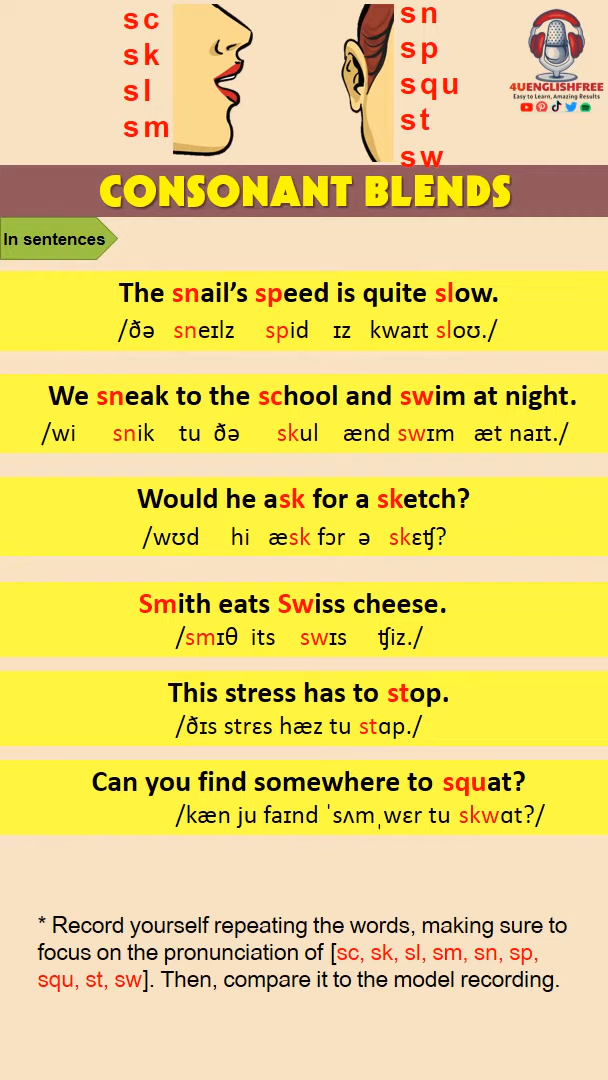 sc
sk
sl
sm
sn
sp
squ
st
sw
4UENGLISHFREE
Easy to Learn, Amazing Results
CONSONANT BLENDS
In sentences
The snail’s speed is quite slow.
/ðə sneɪlz spid ɪz kwaɪt sloʊ./
We sneak to the school and swim at night.
/wi snik tu ðə skul ænd swɪm æt naɪt./
Would he ask for a sketch?
/wʊd hi æsk fɔr ə skɛʧ?
Smith eats Swiss cheese.
/smɪθ its swɪs ʧiz./
This stress has to stop.
/ðɪs strɛs hæz tu stɑp./
Can you find somewhere to squat?
/kæn ju faɪnd ˈsʌmˌwɛr tu skwɑt?/
* Record yourself repeating the words, making sure to
focus on the pronunciation of [sc, sk, sl, sm, sn, sp,
squ, st, sw]. Then, compare it to the model recording.